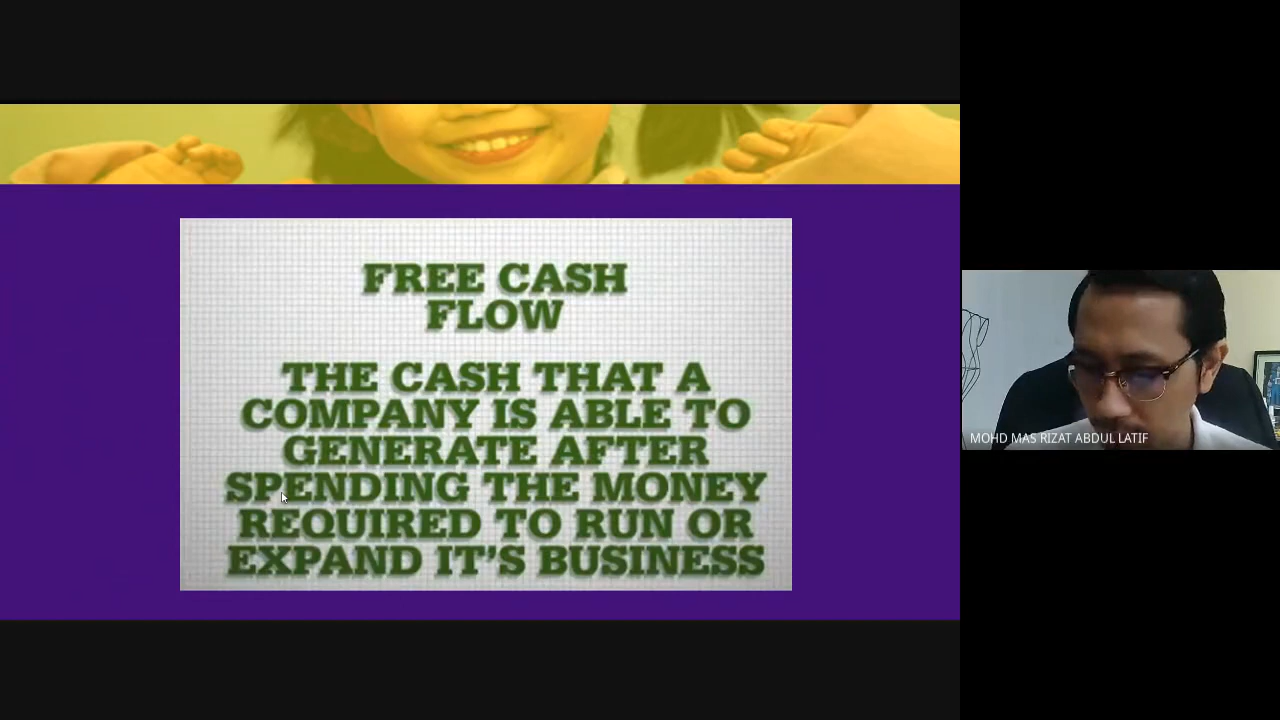 FREE CASH
FLOW
THE CASH THAT A
COMPANY IS ABLE TO
GENERATE AFTER
SPENDING THE MONEY
REQUIRED TO RUN OR
EXPAND IT'S BUSINESS
MOHD MAS RIZAT ABDUL LATIF